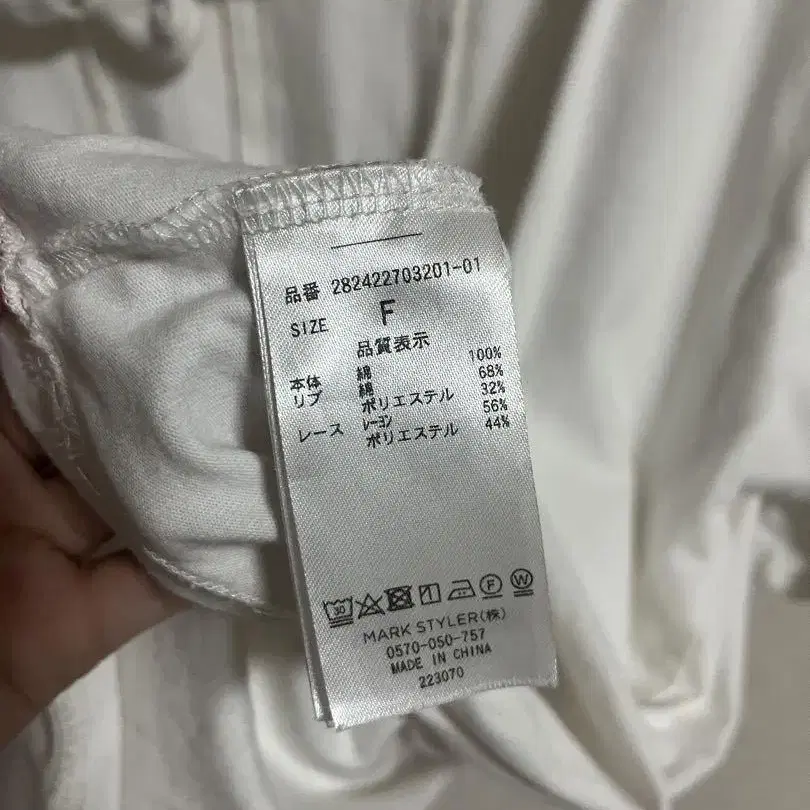 品番 282422703201-01
SIZE F
品質表示
本体 綿 100%
リブ 綿 68%
ポリエステル 32%
レース レーヨン 56%
ポリエステル 44%
30
F W
MARK STYLER(株)
0570-050-757
MADE IN CHINA
223070